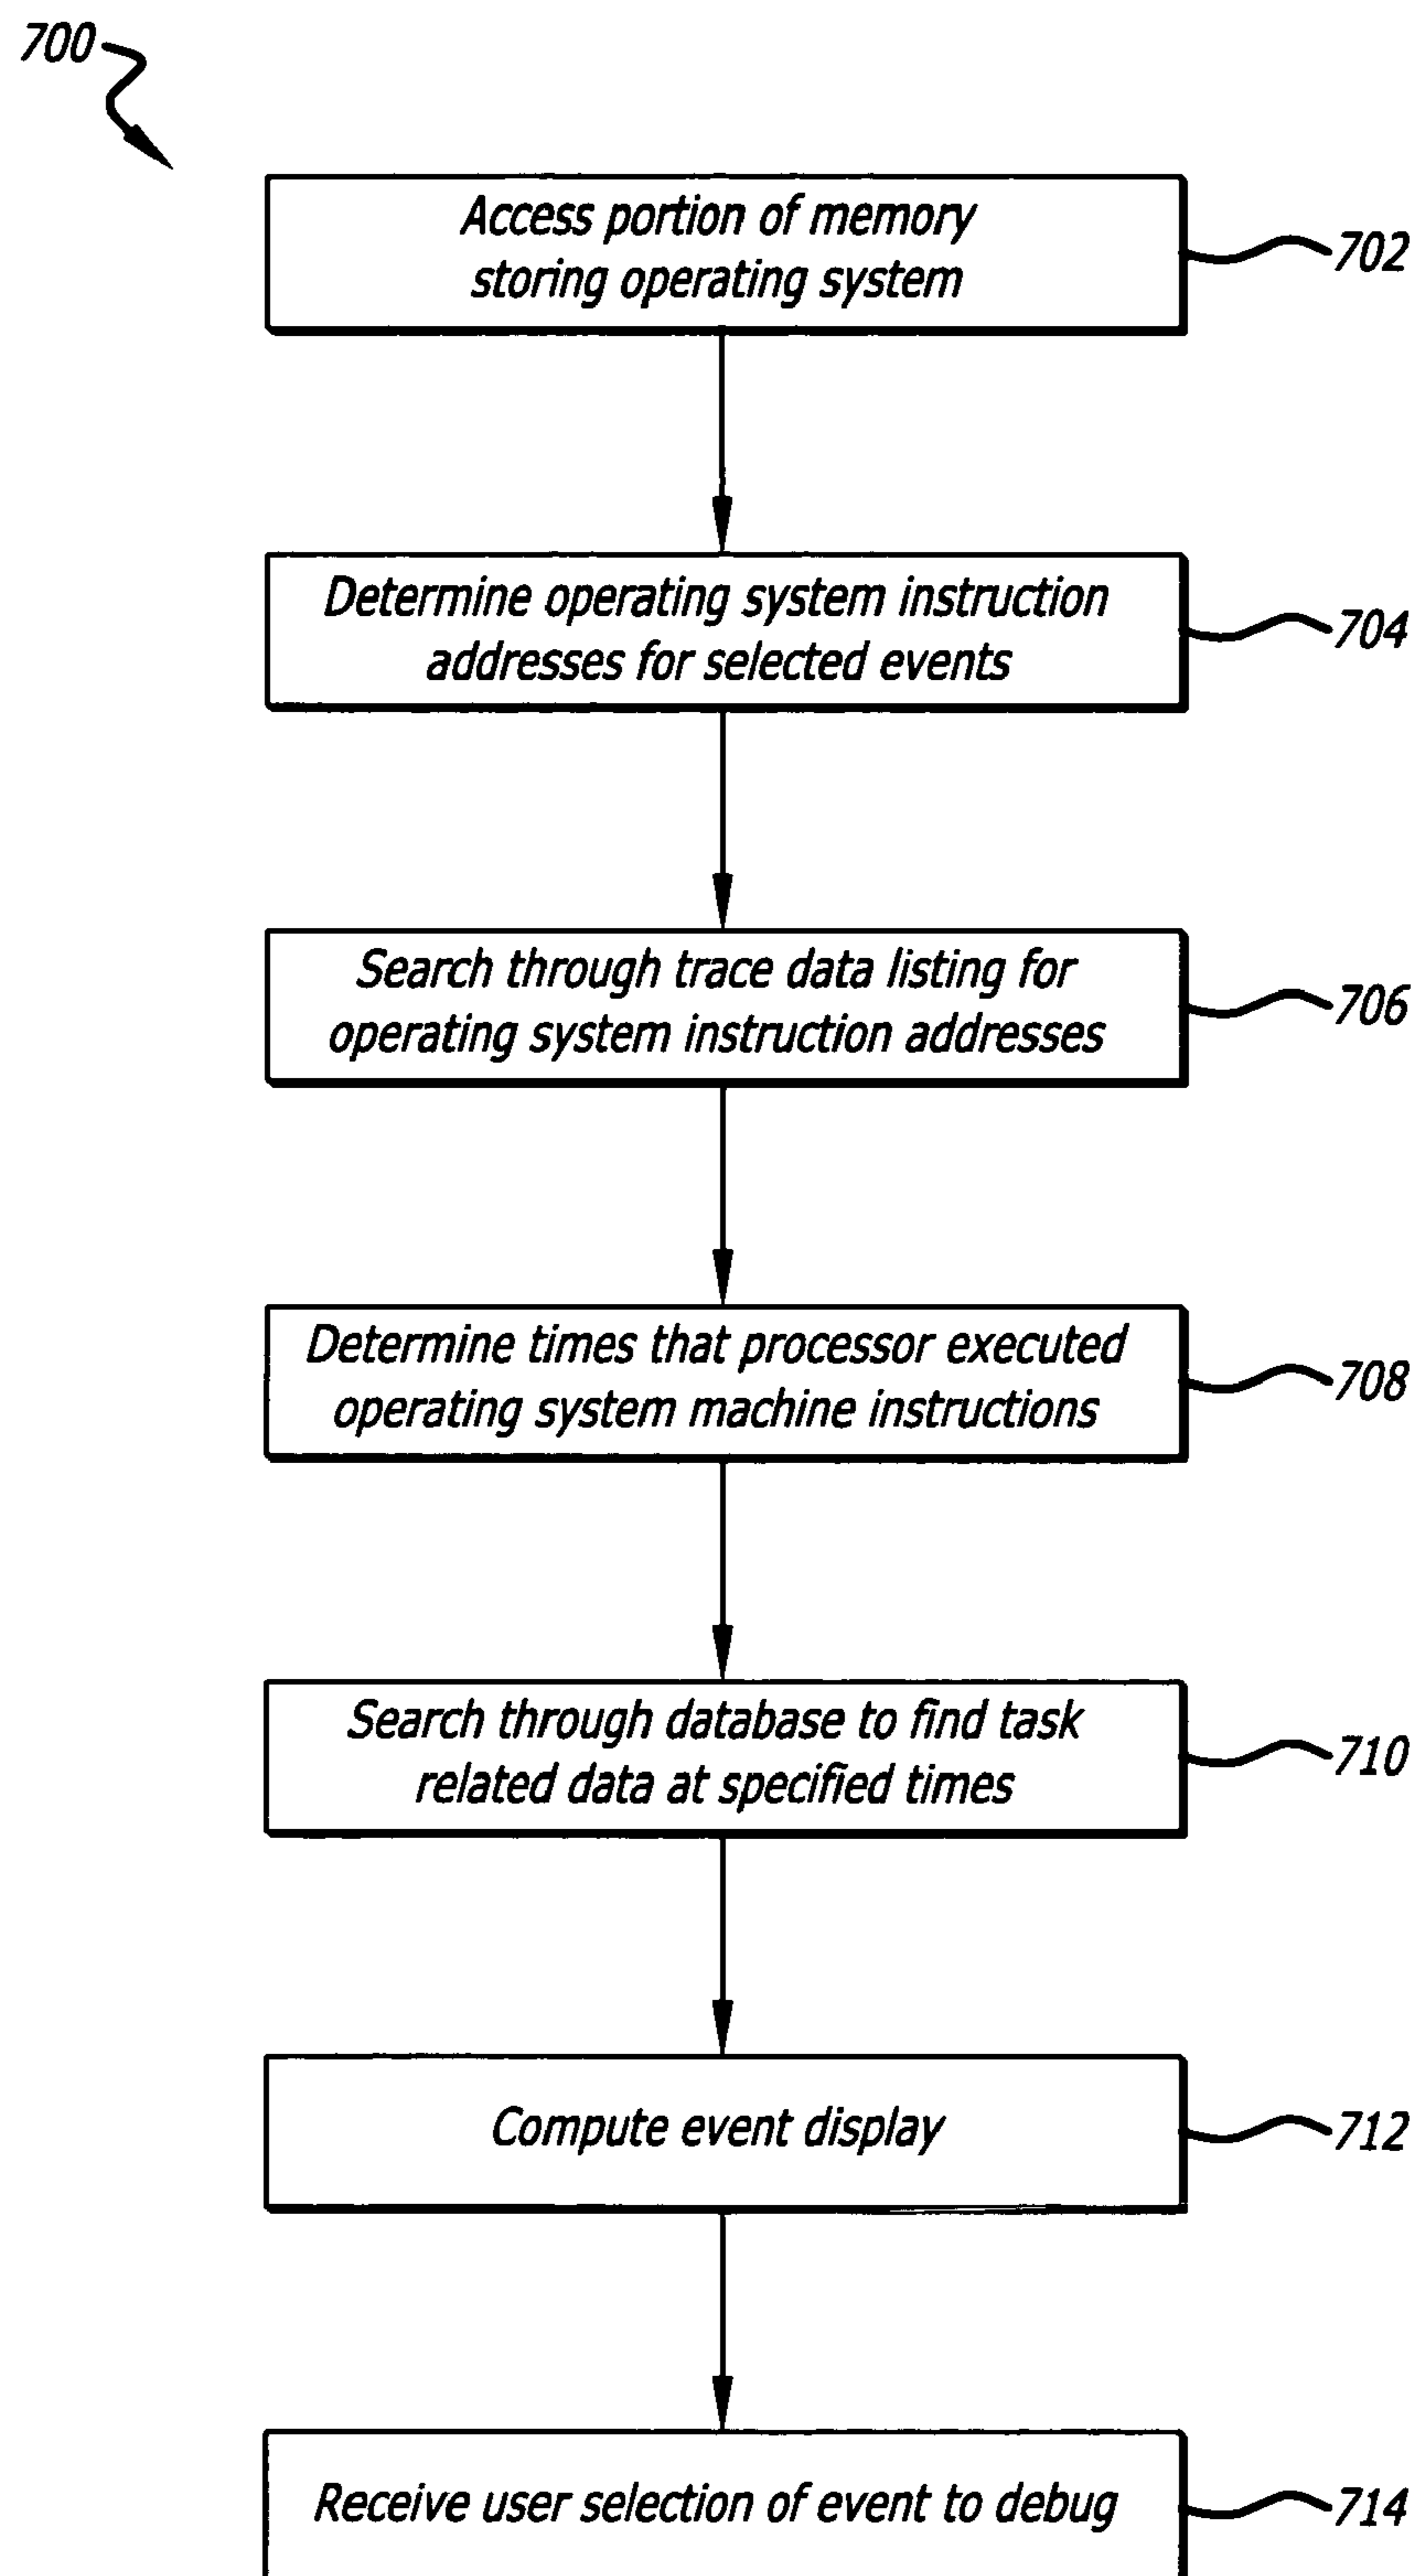 700
Access portion of memory
storing operating system
702
Determine operating system instruction
addresses for selected events
704
Search through trace data listing for
operating system instruction addresses
706
Determine times that processor executed
operating system machine instructions
708
Search through database to find task
related data at specified times
710
Compute event display
712
Receive user selection of event to debug
714